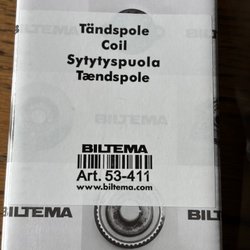 Tändspole
Coil
Sytytyspuola
Tændspole
BILTEMA
Art. 53-411
www.biltema.com
BILTEMA